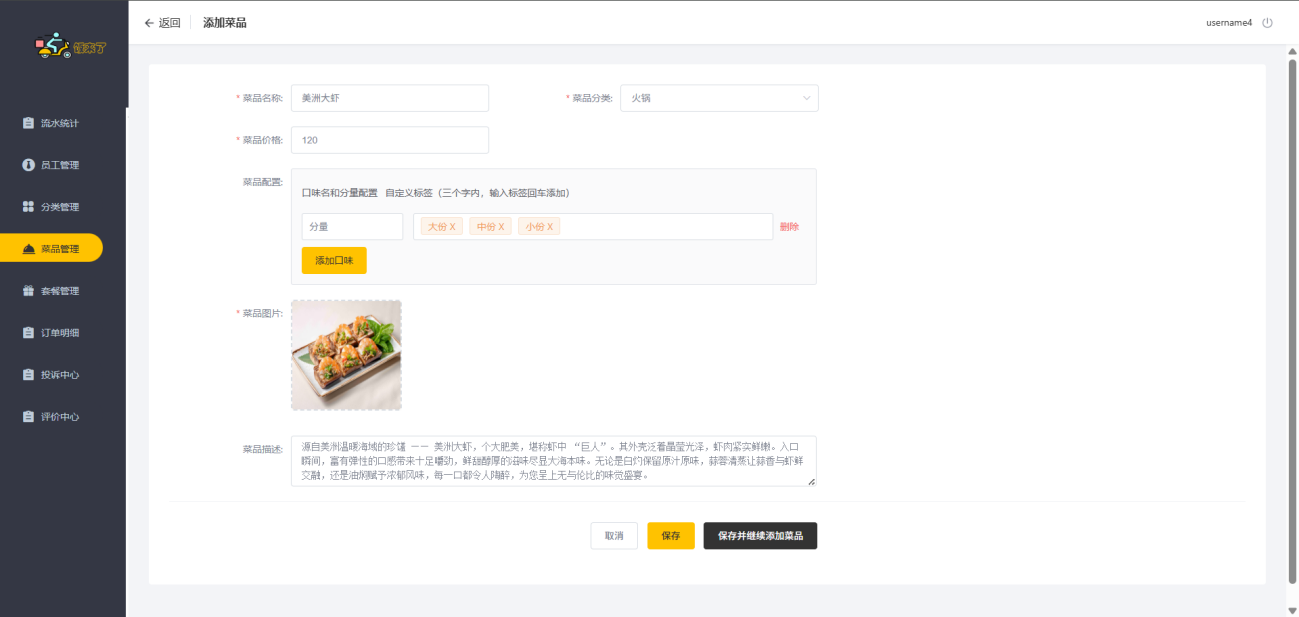 返回 添加菜品 username4
饿来了
流水统计
员工管理
分类管理
菜品管理
套餐管理
订单明细
投诉中心
评价中心
* 菜品名称: 美洲大虾 * 菜品分类: 火锅
* 菜品价格: 120
菜品配置:
口味名和分量配置 自定义标签（三个字内，输入标签回车添加）
分量 大份 X 中份 X 小份 X 删除
添加口味
* 菜品图片:
菜品描述:
源自美洲温暖海域的珍馐 —— 美洲大虾，个大肥美，堪称虾中 “巨人”。其外壳泛着晶莹光泽，虾肉紧实鲜嫩。入口
瞬间，富有弹性的口感带来十足嚼劲，鲜甜醇厚的滋味尽显大海本味。无论是白灼保留原汁原味，蒜蓉清蒸让蒜香与虾鲜
交融，还是油焖赋予浓郁风味，每一口都令人陶醉，为您呈上无与伦比的味觉盛宴。
取消 保存 保存并继续添加菜品